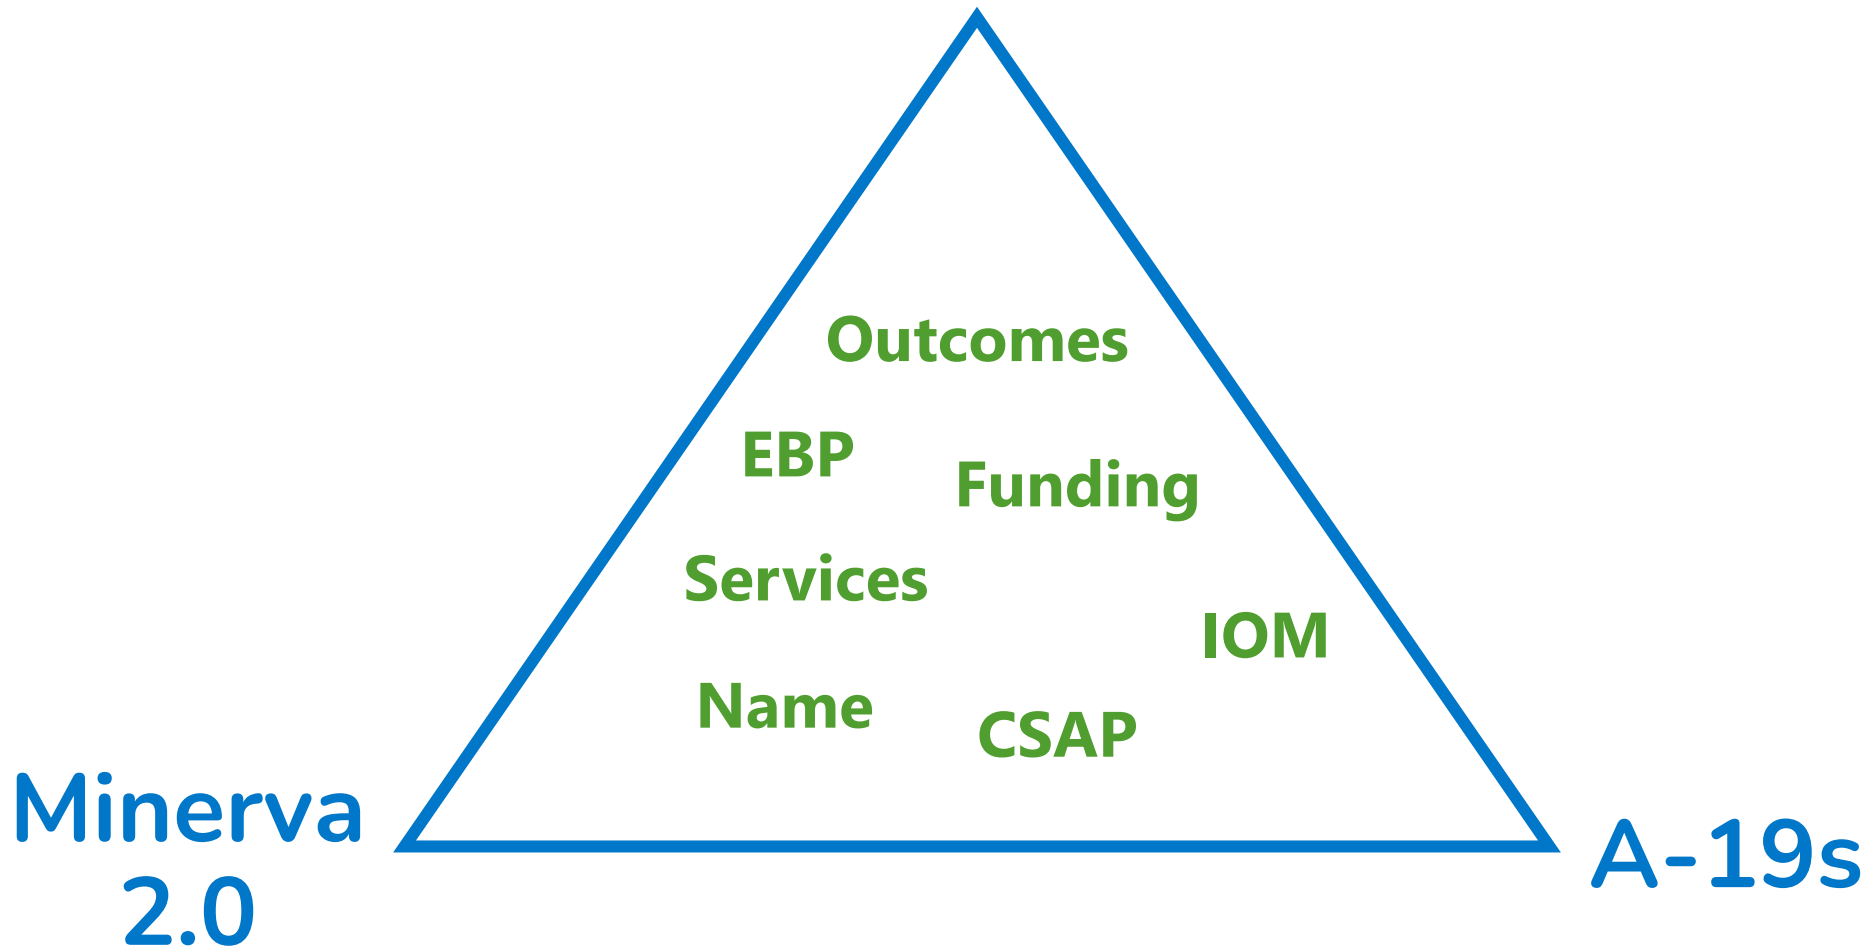 Outcomes
EBP
Funding
Services
IOM
Name
CSAP
Minerva
2.0
A-19s